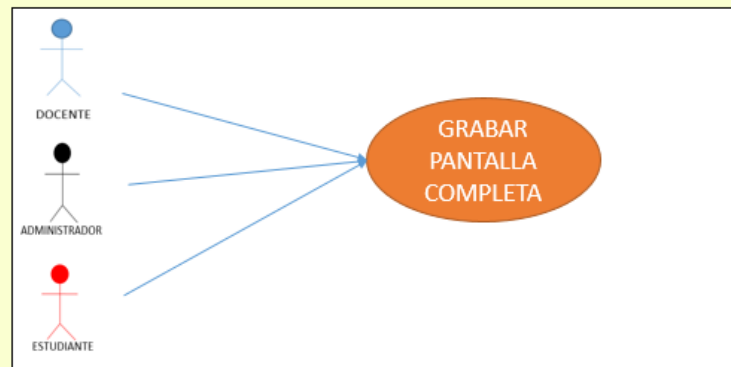 DOCENTE
GRABAR
PANTALLA
COMPLETA
ADMINISTRADOR
ESTUDIANTE